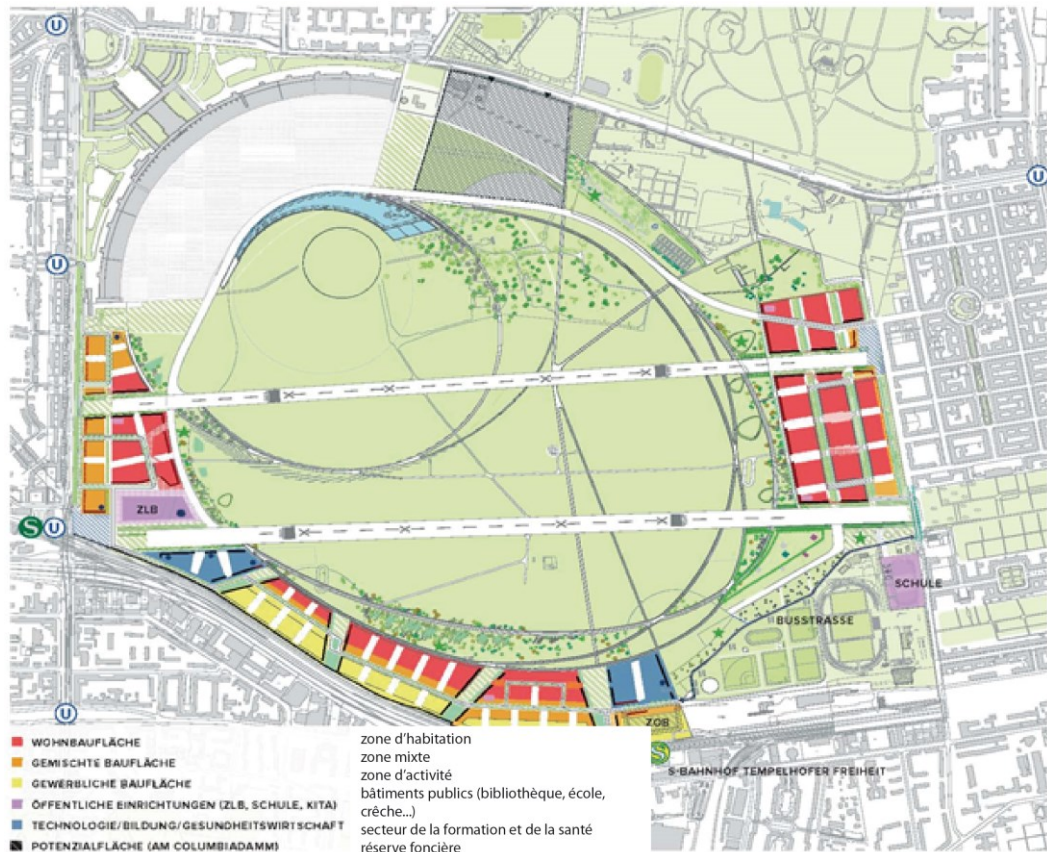 U
U
U
ZLB
S U
SCHULE
BUSSTRASSE
U
ZOB
S
S-BAHNHOF TEMPELHOFER FREIHEIT
WOHNBAUFLÄCHE
GEMISCHTE BAUFLÄCHE
GEWERBLICHE BAUFLÄCHE
ÖFFENTLICHE EINRICHTUNGEN (ZLB, SCHULE, KITA)
TECHNOLOGIE/BILDUNG/GESUNDHEITSWIRTSCHAFT
POTENZIALFLÄCHE (AM COLUMBIADAMM)
zone d'habitation
zone mixte
zone d'activité
bâtiments publics (bibliothèque, école,
crêche...)
secteur de la formation et de la santé
réserve foncière